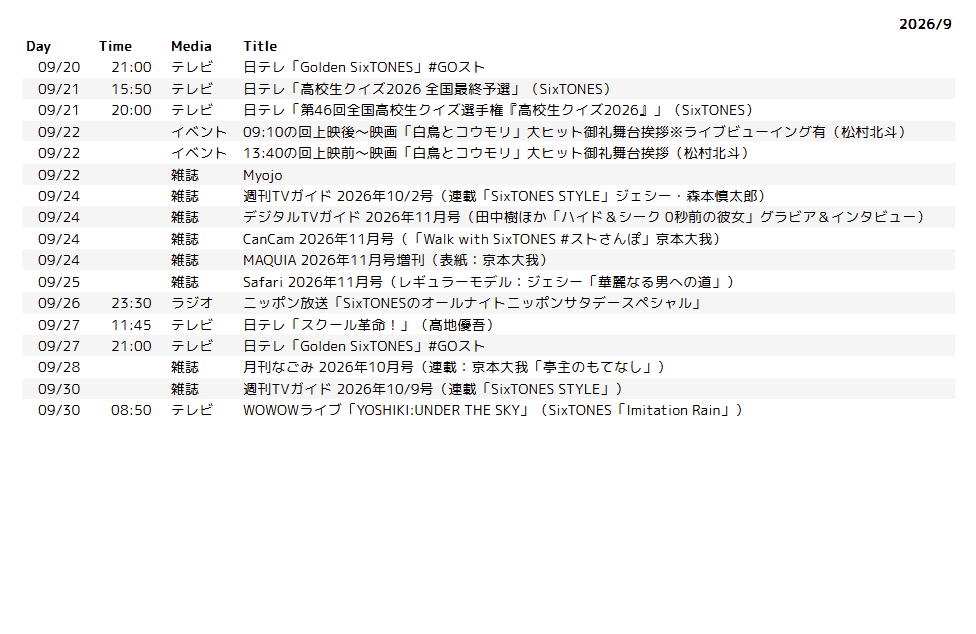 2026/9
Day Time Media Title
09/20 21:00 テレビ 日テレ「Golden SixTONES」#GOスト
09/21 15:50 テレビ 日テレ「高校生クイズ2026 全国最終予選」（SixTONES）
09/21 20:00 テレビ 日テレ「第46回全国高校生クイズ選手権『高校生クイズ2026』」（SixTONES）
09/22 イベント 09:10の回上映後～映画「白鳥とコウモリ」大ヒット御礼舞台挨拶※ライブビューイング有（松村北斗）
09/22 イベント 13:40の回上映前～映画「白鳥とコウモリ」大ヒット御礼舞台挨拶（松村北斗）
09/22 雑誌 Myojo
09/24 雑誌 週刊TVガイド 2026年10/2号（連載「SixTONES STYLE」ジェシー・森本慎太郎）
09/24 雑誌 デジタルTVガイド 2026年11月号（田中樹ほか「ハイド＆シーク 0秒前の彼女」グラビア＆インタビュー）
09/24 雑誌 CanCam 2026年11月号（「Walk with SixTONES #ストさんぽ」京本大我）
09/24 雑誌 MAQUIA 2026年11月号増刊（表紙：京本大我）
09/25 雑誌 Safari 2026年11月号（レギュラーモデル：ジェシー「華麗なる男への道」）
09/26 23:30 ラジオ ニッポン放送「SixTONESのオールナイトニッポンサタデースペシャル」
09/27 11:45 テレビ 日テレ「スクール革命！」（髙地優吾）
09/27 21:00 テレビ 日テレ「Golden SixTONES」#GOスト
09/28 雑誌 月刊なごみ 2026年10月号（連載：京本大我「亭主のもてなし」）
09/30 雑誌 週刊TVガイド 2026年10/9号（連載「SixTONES STYLE」）
09/30 08:50 テレビ WOWOWライブ「YOSHIKI:UNDER THE SKY」（SixTONES「Imitation Rain」）